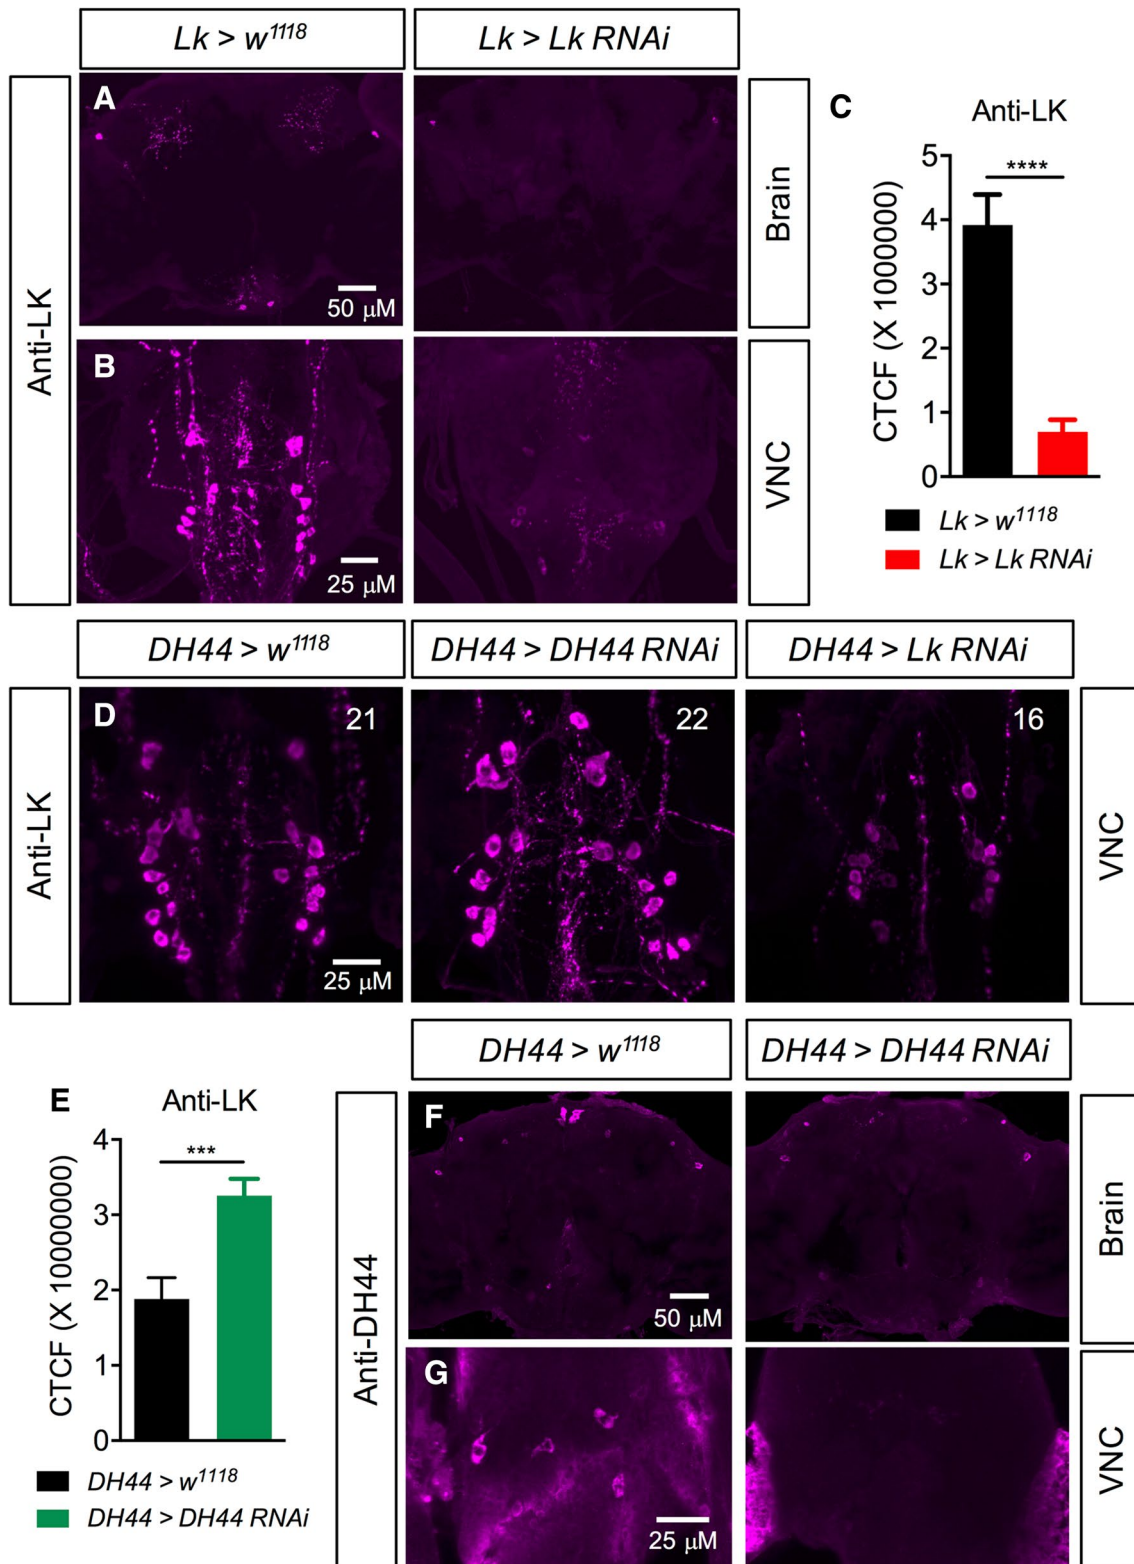 Lk > w1118
Lk > Lk RNAi
Anti-LK
A
50 µM
Brain
B
25 µM
VNC
C
Anti-LK
CTCF (X 1000000)
5
4
3
2
1
0
****
Lk > w1118
Lk > Lk RNAi
DH44 > w1118
DH44 > DH44 RNAi
DH44 > Lk RNAi
Anti-LK
D
21
25 µM
22
16
VNC
E
Anti-LK
CTCF (X 10000000)
4
3
2
1
0
***
DH44 > w1118
DH44 > DH44 RNAi
DH44 > w1118
DH44 > DH44 RNAi
Anti-DH44
F
50 µM
Brain
G
25 µM
VNC